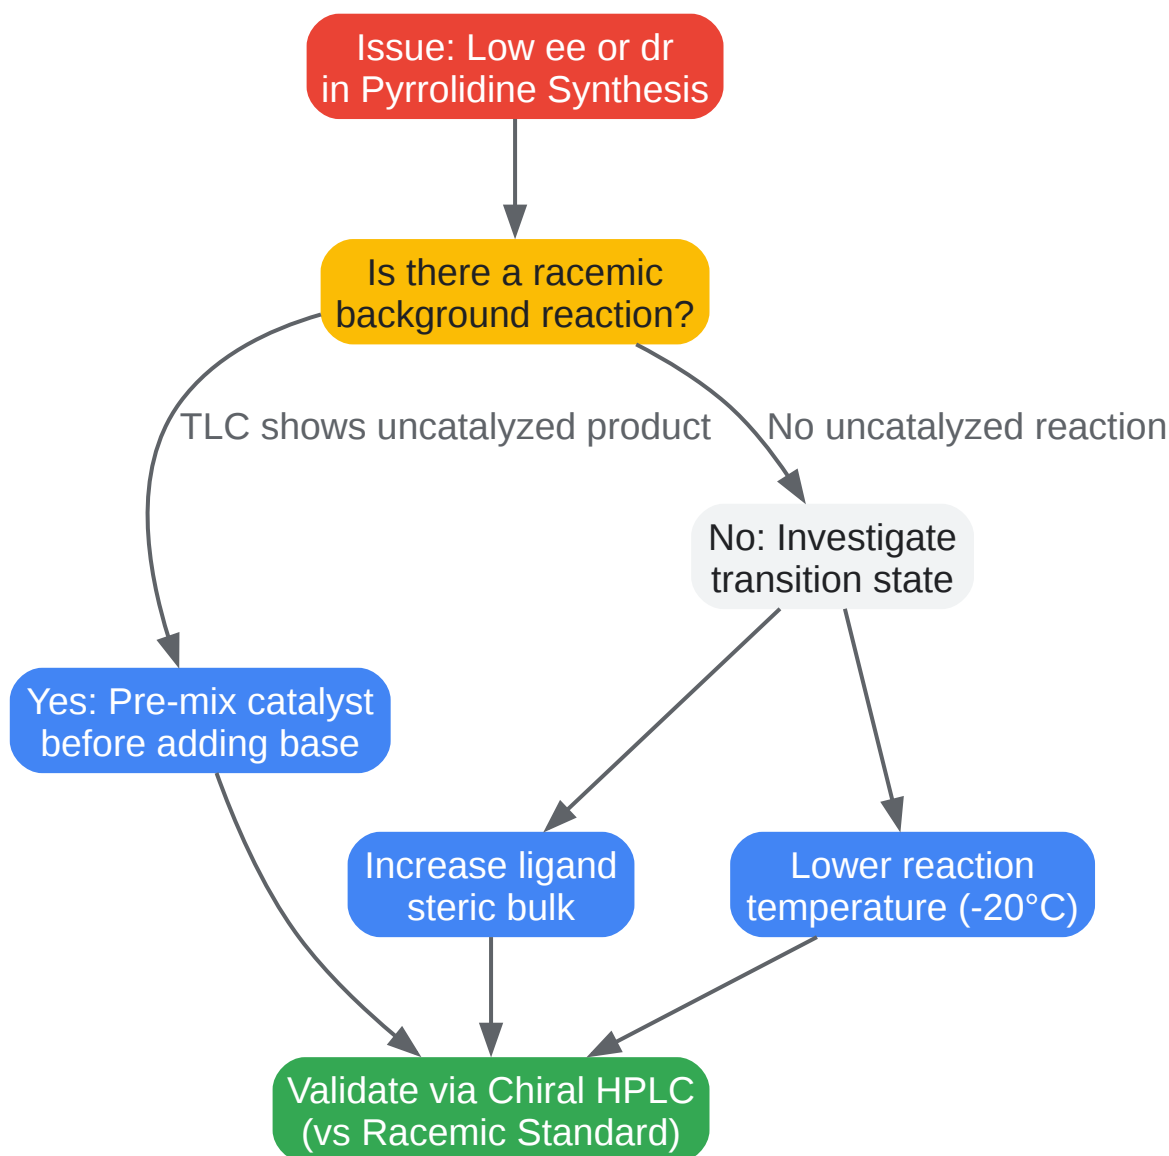 Issue: Low ee or dr
in Pyrrolidine Synthesis
Is there a racemic
background reaction?
TLC shows uncatalyzed product
No uncatalyzed reaction
No: Investigate
transition state
Yes: Pre-mix catalyst
before adding base
Increase ligand
steric bulk
Lower reaction
temperature (-20°C)
Validate via Chiral HPLC
(vs Racemic Standard)